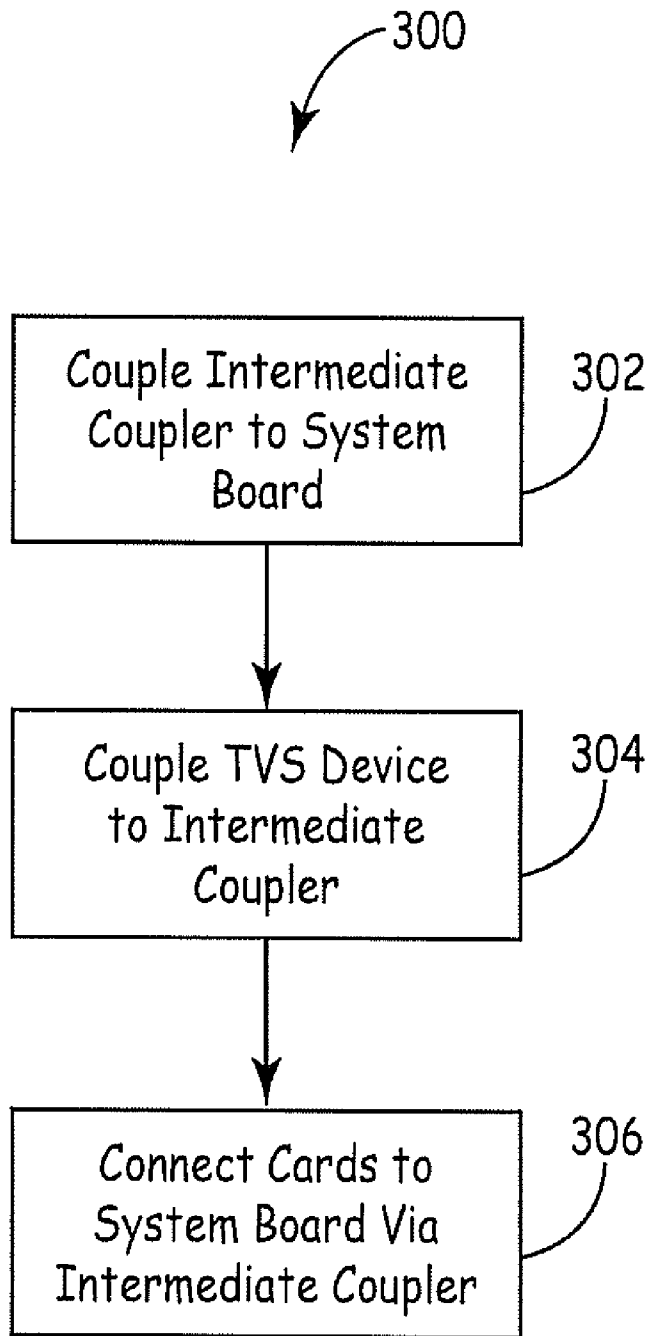 300
Couple Intermediate
Coupler to System
Board
302
Couple TVS Device
to Intermediate
Coupler
304
Connect Cards to
System Board Via
Intermediate Coupler
306